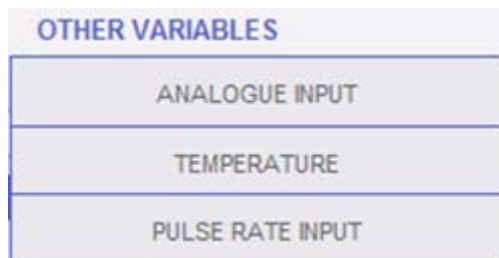 OTHER VARIABLES
ANALOGUE INPUT
TEMPERATURE
PULSE RATE INPUT